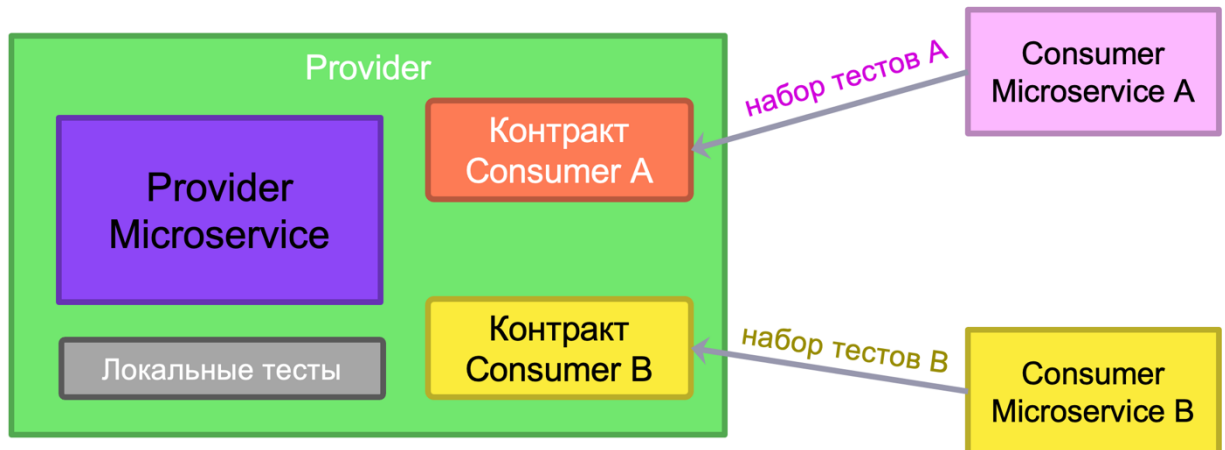 Provider
Provider
Microservice
Локальные тесты
Контракт
Consumer A
Контракт
Consumer B
набор тестов A
набор тестов B
Consumer
Microservice A
Consumer
Microservice B